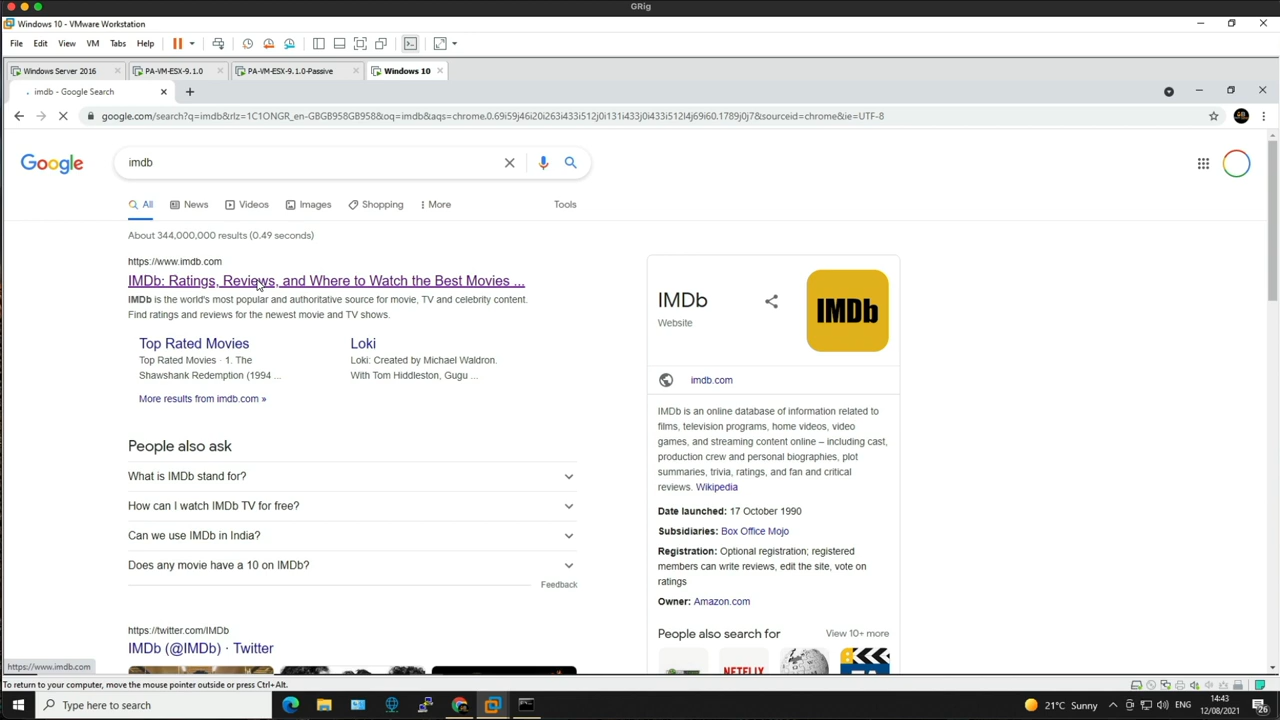 GRig
Windows 10 - VMware Workstation
File Edit View VM Tabs Help
Windows Server 2016 PA-VM-ESX-9.1.0 PA-VM-ESX-9.1.0-Passive Windows 10
imdb - Google Search
google.com/search?q=imdb&rlz=1C1ONGR_en-GBGB958GB958&oq=imdb&aqs=chrome.0.69i59j46i20i263i433i512j0i131i433j0i433i512l4j69i60.1789j0j7&sourceid=chrome&ie=UTF-8
Google
imdb
All News Videos Images Shopping More Tools
About 344,000,000 results (0.49 seconds)
https://www.imdb.com
IMDb: Ratings, Reviews, and Where to Watch the Best Movies ...
IMDb is the world's most popular and authoritative source for movie, TV and celebrity content.
Find ratings and reviews for the newest movie and TV shows.
Top Rated Movies
Top Rated Movies · 1. The
Shawshank Redemption (1994 ...
Loki
Loki: Created by Michael Waldron.
With Tom Hiddleston, Gugu ...
More results from imdb.com »
People also ask
What is IMDb stand for?
How can I watch IMDb TV for free?
Can we use IMDb in India?
Does any movie have a 10 on IMDb?
Feedback
https://twitter.com/IMDb
IMDb (@IMDb) · Twitter
IMDb
Website
IMDb
imdb.com
IMDb is an online database of information related to
films, television programs, home videos, video
games, and streaming content online – including cast,
production crew and personal biographies, plot
summaries, trivia, ratings, and fan and critical
reviews. Wikipedia
Date launched: 17 October 1990
Subsidiaries: Box Office Mojo
Registration: Optional registration; registered
members can write reviews, edit the site, vote on
ratings
Owner: Amazon.com
People also search for View 10+ more
NETFLIX
https://www.imdb.com
To return to your computer, move the mouse pointer outside or press Ctrl+Alt.
Type here to search
21°C Sunny
ENG
14:43
12/08/2021
26